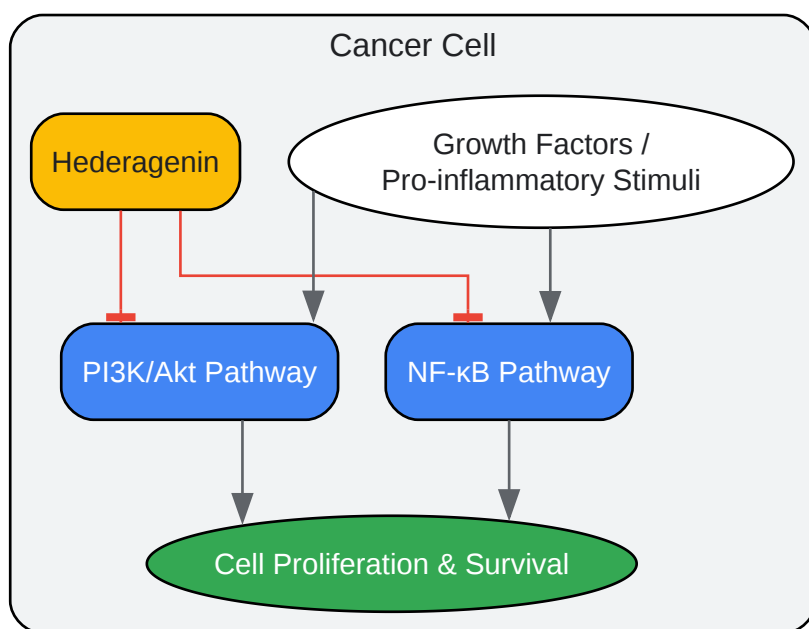 Cancer Cell
Hederagenin
Growth Factors /
Pro-inflammatory Stimuli
PI3K/Akt Pathway
NF-κB Pathway
Cell Proliferation & Survival